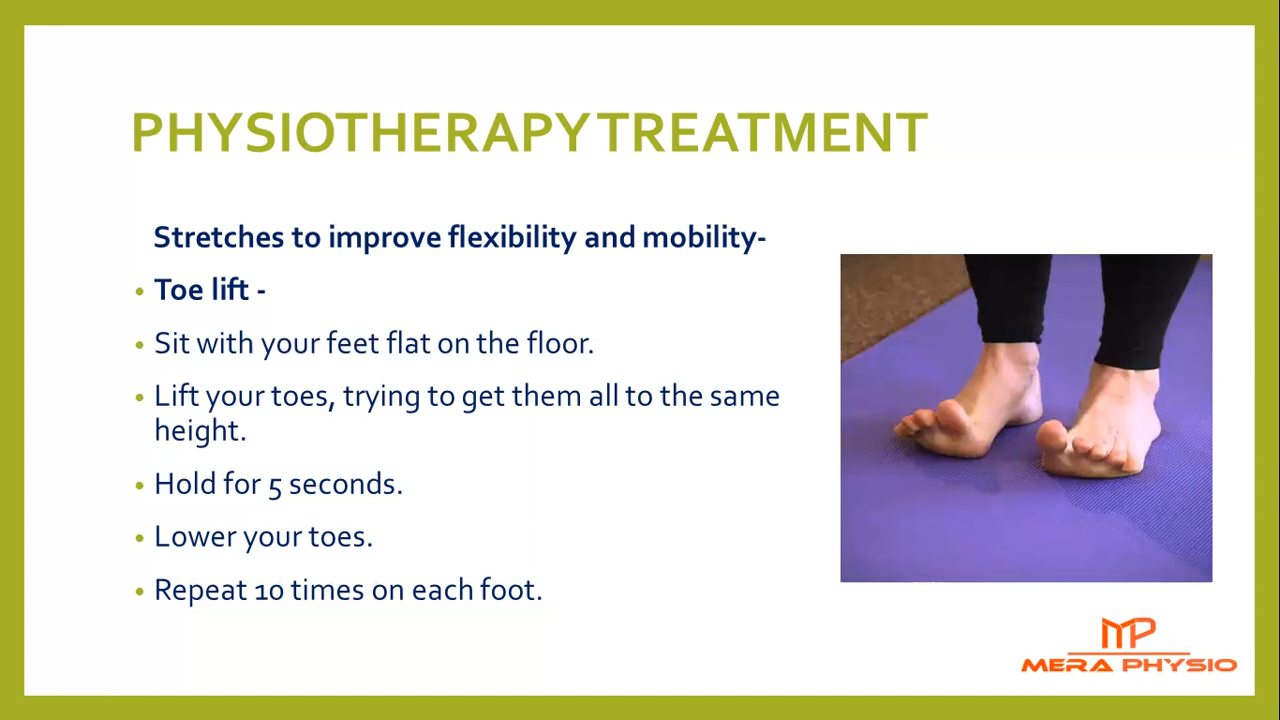 PHYSIOTHERAPY TREATMENT
Stretches to improve flexibility and mobility-
• Toe lift -
• Sit with your feet flat on the floor.
• Lift your toes, trying to get them all to the same
height.
• Hold for 5 seconds.
• Lower your toes.
• Repeat 10 times on each foot.
MP
MERA PHYSIO